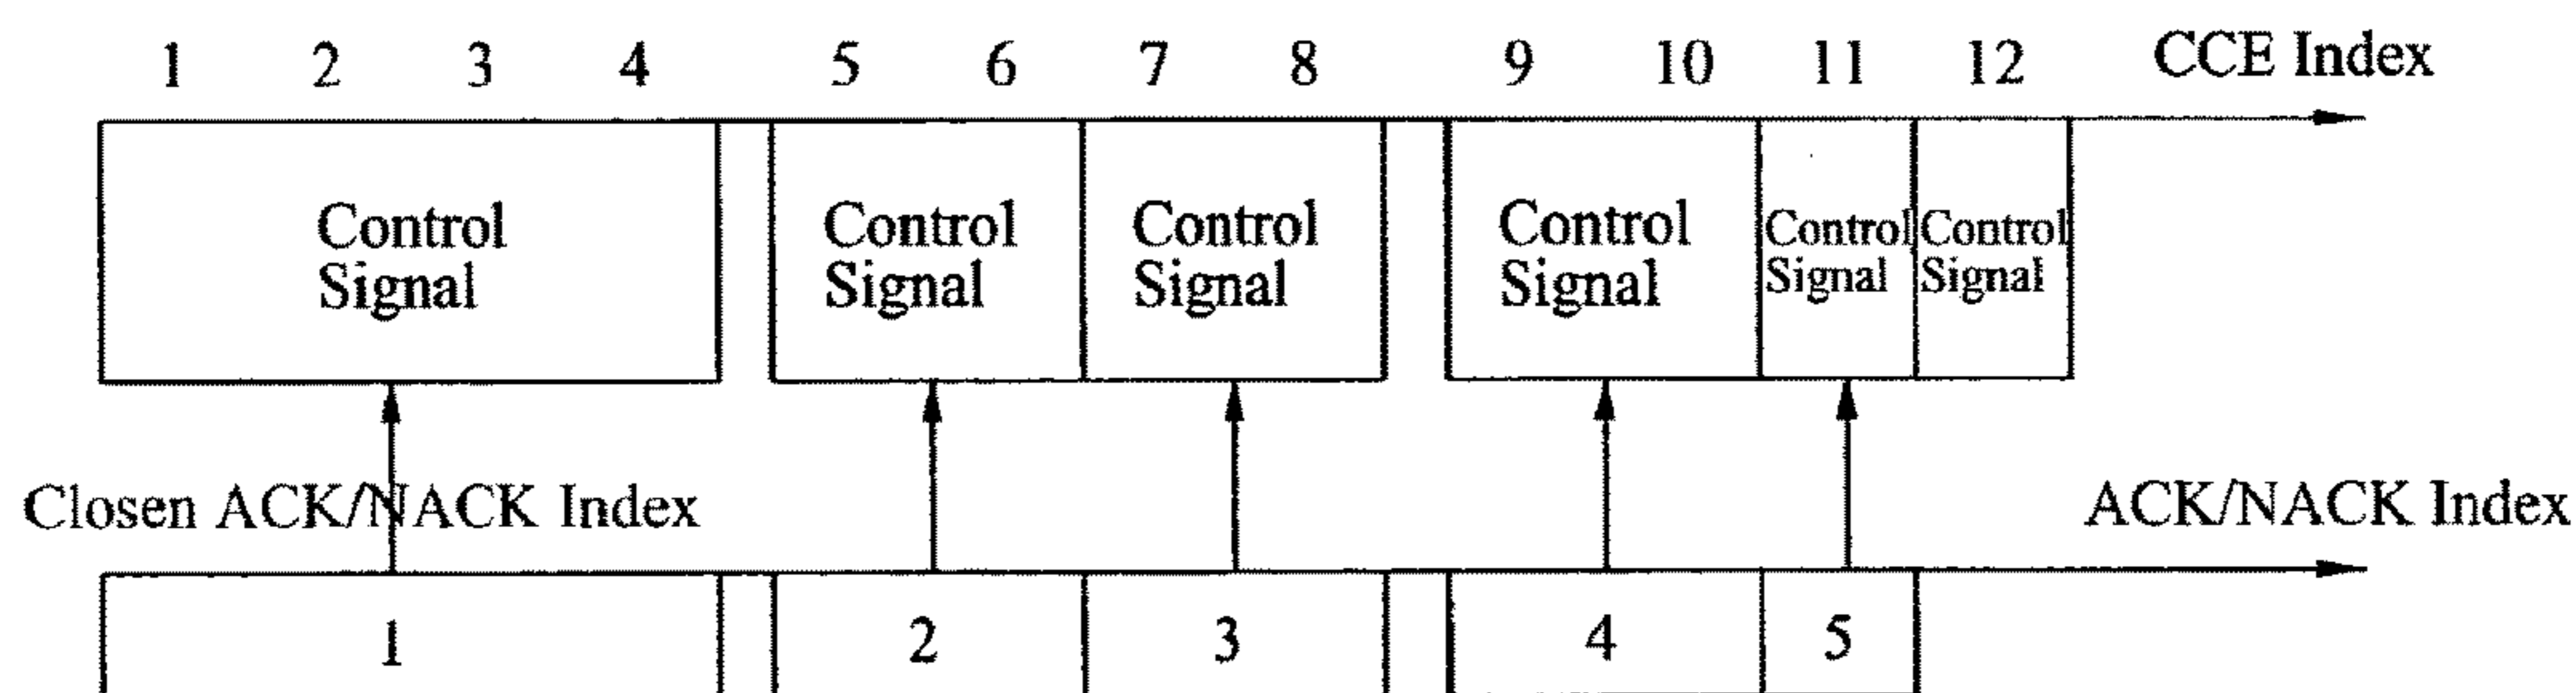 1 2 3 4 5 6 7 8 9 10 11 12 CCE Index
Control
Signal
Control
Signal
Control
Signal
Control
Signal
Control
Signal
Control
Signal
Closen ACK/NACK Index
ACK/NACK Index
1 2 3 4 5